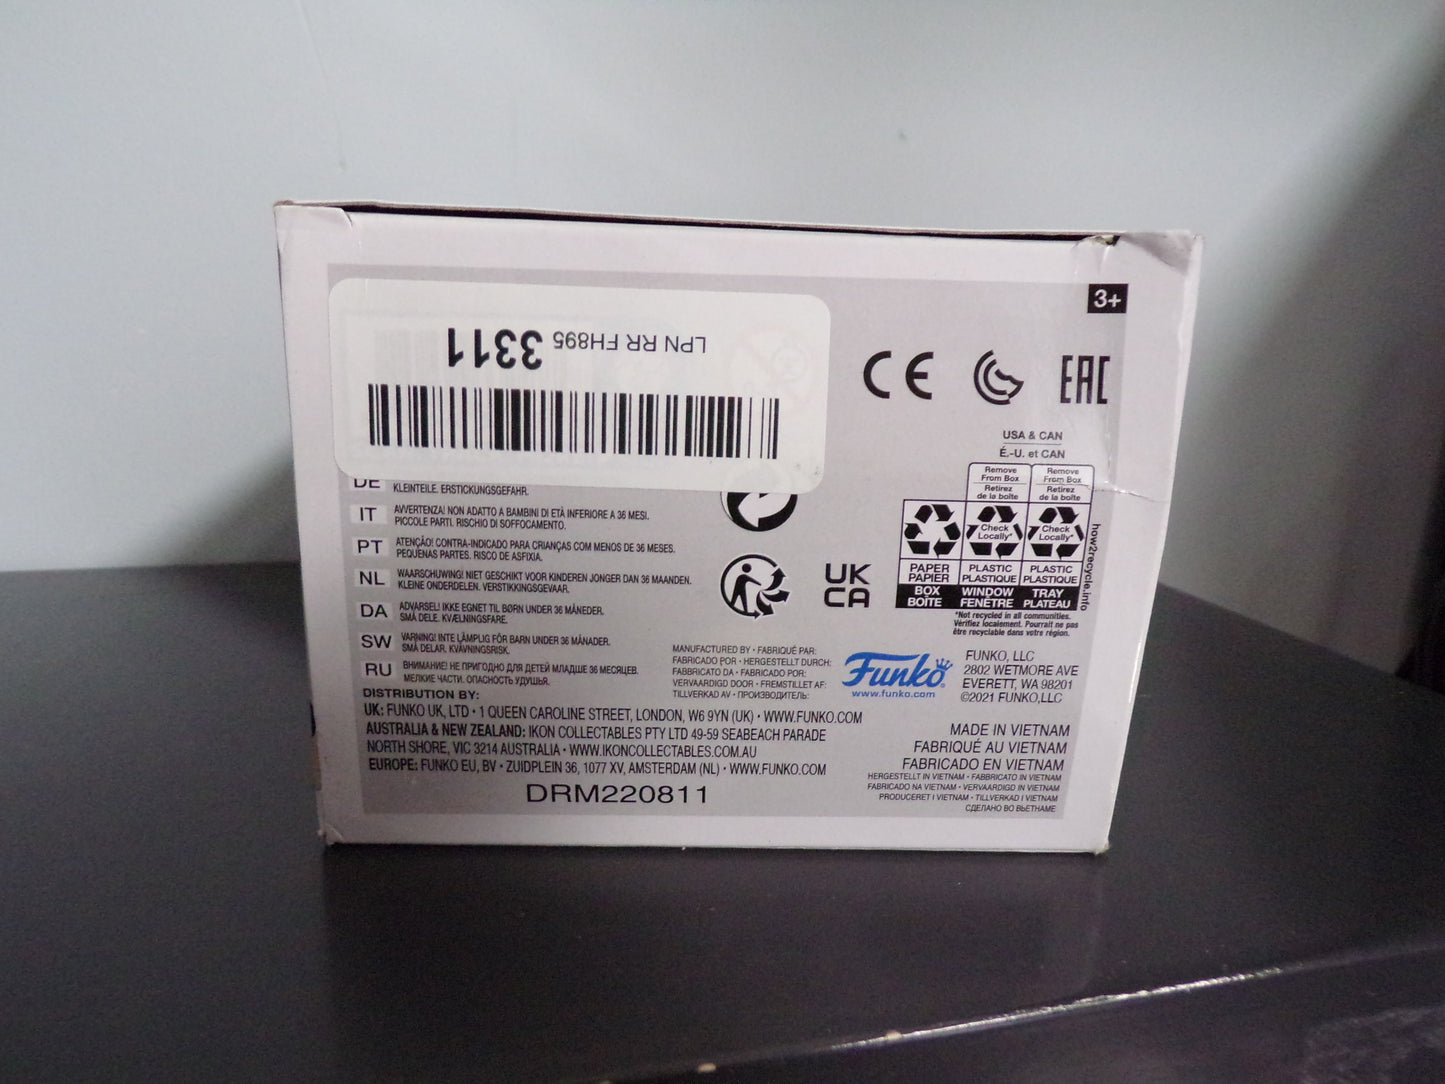 LPN RR FH895 3311
3+
CE
EAC
USA & CAN
É.-U. et CAN
Remove From Box
Retirez de la boîte
Remove From Box
Retirez de la boîte
Check Locally*
Check Locally*
PAPER PAPIER
PLASTIC PLASTIQUE
PLASTIC PLASTIQUE
BOX BOÎTE
WINDOW FENÊTRE
TRAY PLATEAU
how2recycle.info
*Not recycled in all communities.
Vérifiez localement. Pourrait ne pas
être recyclable dans votre région.
UK
CA
DE KLEINTEILE. ERSTICKUNGSGEFAHR.
IT AVVERTENZA! NON ADATTO A BAMBINI DI ETÀ INFERIORE A 36 MESI.
PICCOLE PARTI. RISCHIO DI SOFFOCAMENTO.
PT ATENÇÃO! CONTRA-INDICADO PARA CRIANÇAS COM MENOS DE 36 MESES.
PEQUENAS PARTES. RISCO DE ASFIXIA.
NL WAARSCHUWING! NIET GESCHIKT VOOR KINDEREN JONGER DAN 36 MAANDEN.
KLEINE ONDERDELEN. VERSTIKKINGSGEVAAR.
DA ADVARSEL! IKKE EGNET TIL BØRN UNDER 36 MÅNEDER.
SMÅ DELE. KVÆLNINGSFARE.
SW VARNING! INTE LÄMPLIG FÖR BARN UNDER 36 MÅNADER.
SMÅ DELAR. KVÄVNINGSRISK.
RU ВНИМАНИЕ! НЕ ПРИГОДНО ДЛЯ ДЕТЕЙ МЛАДШЕ 36 МЕСЯЦЕВ.
МЕЛКИЕ ЧАСТИ. ОПАСНОСТЬ УДУШЬЯ.
MANUFACTURED BY • FABRIQUÉ PAR:
FABRICADO POR • HERGESTELLT DURCH:
FABBRICATO DA • FABRICADO POR:
VERVAARDIGD DOOR • FREMSTILLET AF:
TILLVERKAD AV • ПРОИЗВОДИТЕЛЬ:
Funko
www.funko.com
FUNKO, LLC
2802 WETMORE AVE
EVERETT, WA 98201
©2021 FUNKO,LLC
DISTRIBUTION BY:
UK: FUNKO UK, LTD • 1 QUEEN CAROLINE STREET, LONDON, W6 9YN (UK) • WWW.FUNKO.COM
AUSTRALIA & NEW ZEALAND: IKON COLLECTABLES PTY LTD 49-59 SEABEACH PARADE
NORTH SHORE, VIC 3214 AUSTRALIA • WWW.IKONCOLLECTABLES.COM.AU
EUROPE: FUNKO EU, BV • ZUIDPLEIN 36, 1077 XV, AMSTERDAM (NL) • WWW.FUNKO.COM
DRM220811
MADE IN VIETNAM
FABRIQUÉ AU VIETNAM
FABRICADO EN VIETNAM
HERGESTELLT IN VIETNAM • FABBRICATO IN VIETNAM
FABRICADO NA VIETNAM • VERVAARDIGD IN VIETNAM
PRODUCERET I VIETNAM • TILLVERKAD I VIETNAM
СДЕЛАНО ВО ВЬЕТНАМЕ